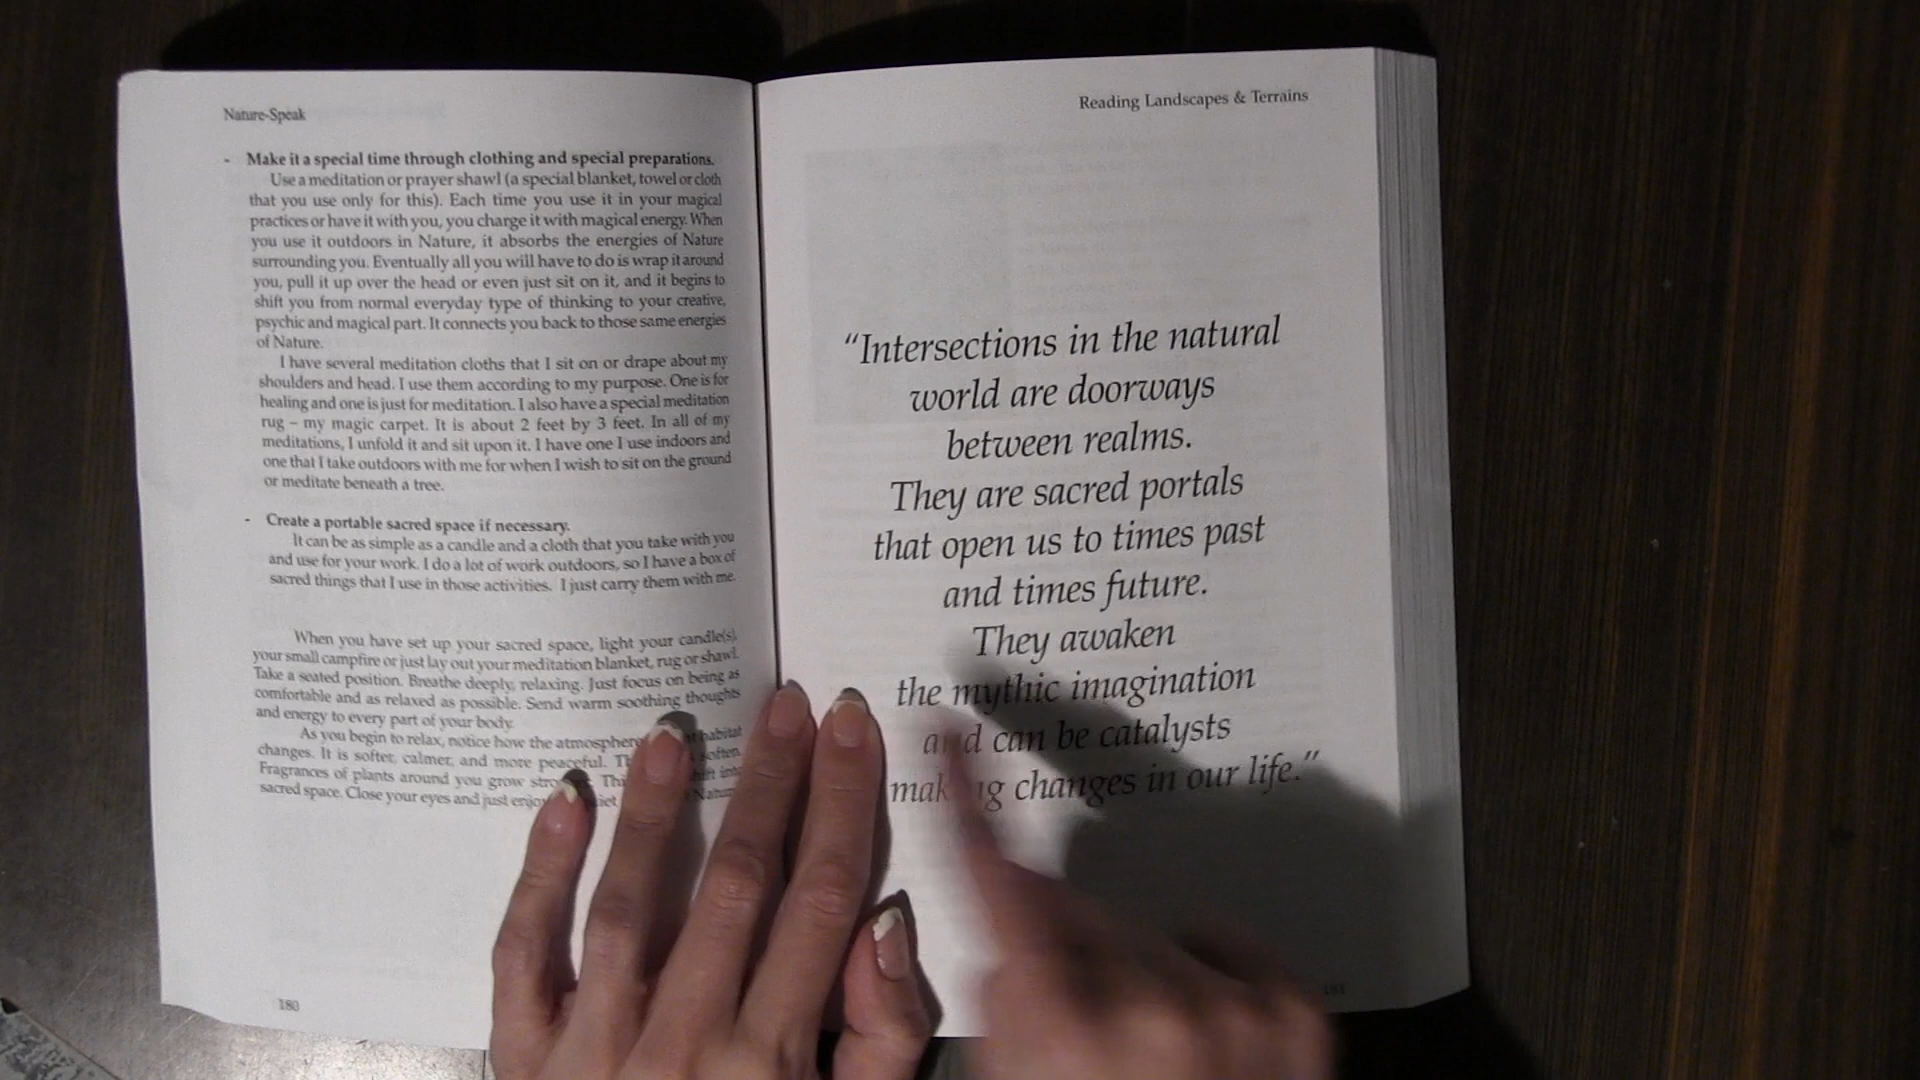 Nature-Speak
- Make it a special time through clothing and special preparations.
Use a meditation or prayer shawl (a special blanket, towel or cloth
that you use only for this). Each time you use it in your magical
practices or have it with you, you charge it with magical energy. When
you use it outdoors in Nature, it absorbs the energies of Nature
surrounding you. Eventually all you will have to do is wrap it around
you, pull it up over the head or even just sit on it, and it begins to
shift you from normal everyday type of thinking to your creative,
psychic and magical part. It connects you back to those same energies
of Nature.
I have several meditation cloths that I sit on or drape about my
shoulders and head. I use them according to my purpose. One is for
healing and one is just for meditation. I also have a special meditation
rug – my magic carpet. It is about 2 feet by 3 feet. In all of my
meditations, I unfold it and sit upon it. I have one I use indoors and
one that I take outdoors with me for when I wish to sit on the ground
or meditate beneath a tree.
- Create a portable sacred space if necessary.
It can be as simple as a candle and a cloth that you take with you
and use for your work. I do a lot of work outdoors, so I have a box of
sacred things that I use in those activities. I just carry them with me.
When you have set up your sacred space, light your candle(s),
your small campfire or just lay out your meditation blanket, rug or shawl.
Take a seated position. Breathe deeply, relaxing. Just focus on being as
comfortable and as relaxed as possible. Send warm soothing thoughts
and energy to every part of your body.
As you begin to relax, notice how the atmosphere habitat
changes. It is softer, calmer, and more peaceful. soften.
Fragrances of plants around you grow shift into
sacred space. Close your eyes and just enjoy Nature
180
Reading Landscapes & Terrains
“Intersections in the natural
world are doorways
between realms.
They are sacred portals
that open us to times past
and times future.
They awaken
the mythic imagination
and can be catalysts
making changes in our life.”